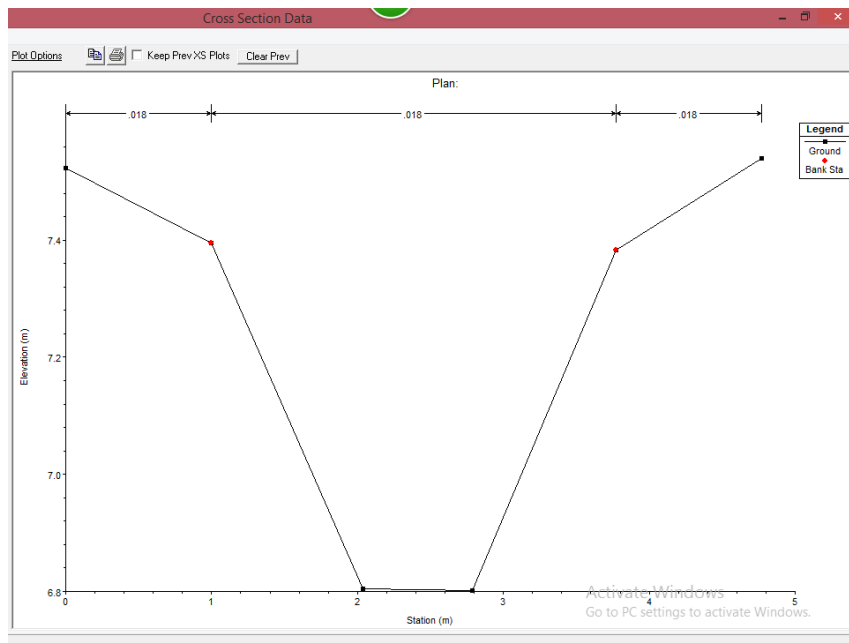 Cross Section Data
Plot Options
Keep Prev XS Plots
Clear Prev
Plan:
.018
.018
.018
Legend
Ground
Bank Sta
7.4
7.2
7.0
6.8
Elevation (m)
0 1 2 3 4 5
Station (m)
Activate Windows
Go to PC settings to activate Windows.